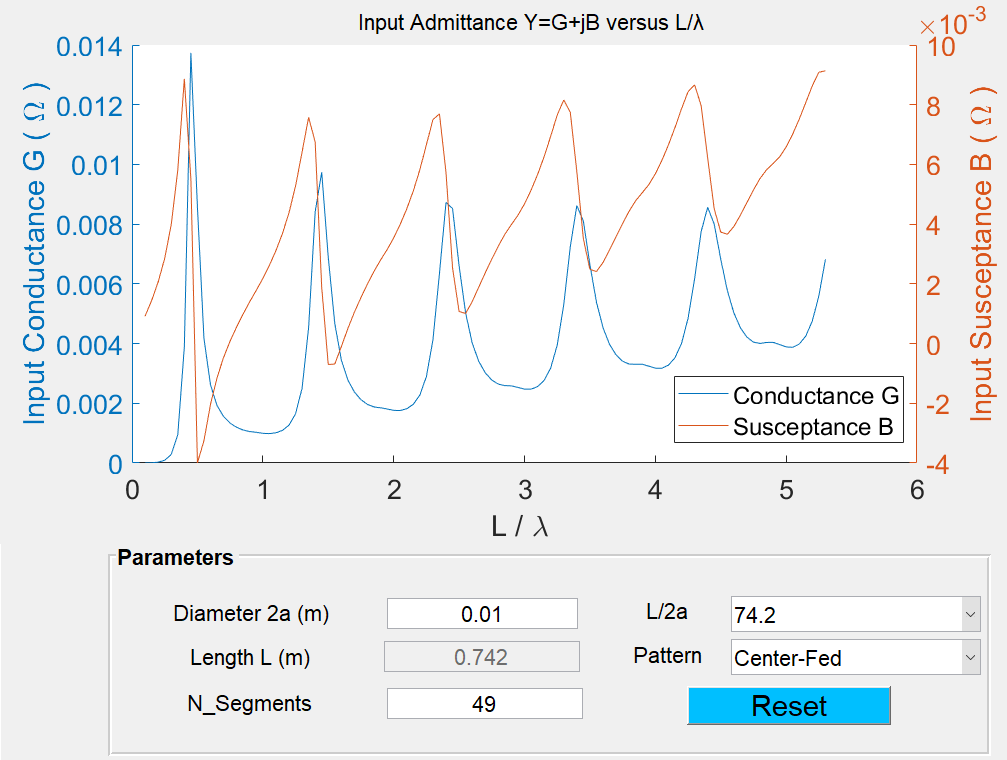 Input Admittance Y=G+jB versus L/λ
×10⁻³
Input Conductance G ( Ω )
0.014
0.012
0.01
0.008
0.006
0.004
0.002
0
10
8
6
4
2
0
-2
-4
Input Susceptance B ( Ω )
Conductance G
Susceptance B
0 1 2 3 4 5 6
L / λ
Parameters
Diameter 2a (m) 0.01 L/2a 74.2
Length L (m) 0.742 Pattern Center-Fed
N_Segments 49 Reset